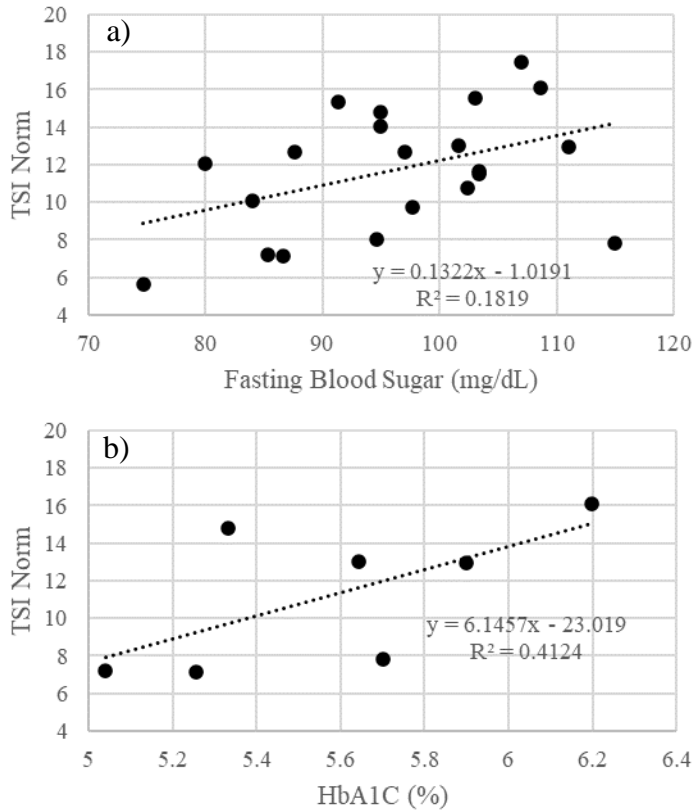 a)
20
18
16
14
12
10
8
6
4
TSI Norm
y = 0.1322x - 1.0191
R² = 0.1819
70 80 90 100 110 120
Fasting Blood Sugar (mg/dL)
b)
20
18
16
14
12
10
8
6
4
TSI Norm
y = 6.1457x - 23.019
R² = 0.4124
5 5.2 5.4 5.6 5.8 6 6.2 6.4
HbA1C (%)